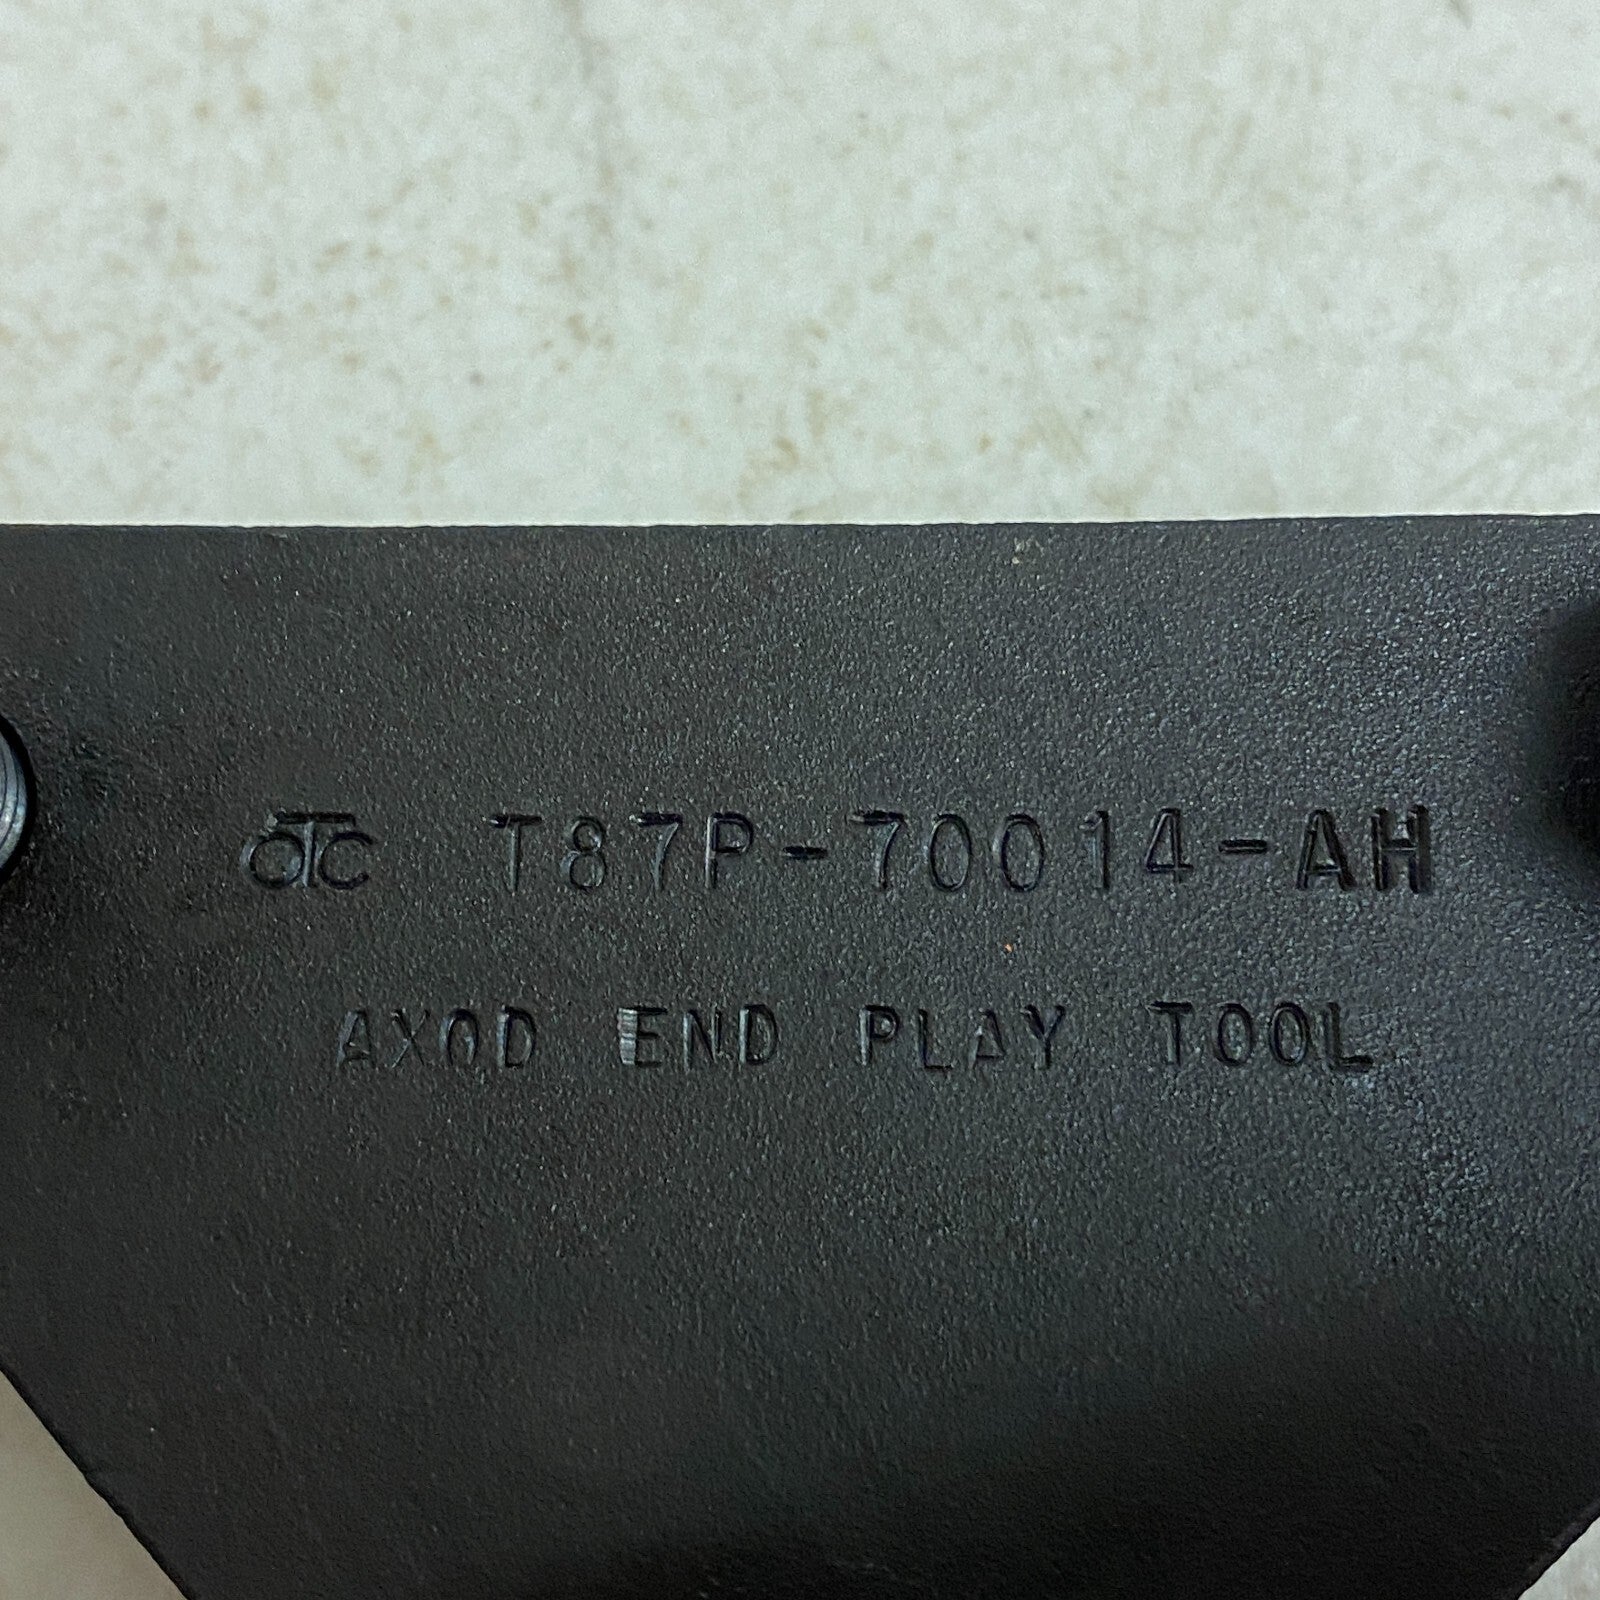 OTC T87P-70014-AH
AXOD END PLAY TOOL